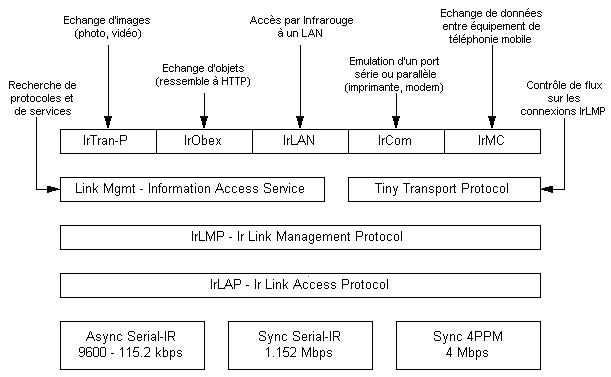 Echange d'images
(photo, vidéo)
Accès par Infrarouge
à un LAN
Echange de données
entre équipement de
téléphonie mobile
Echange d'objets
(ressemble à HTTP)
Emulation d'un port
série ou parallèle
(imprimante, modem)
Recherche de
protocoles et
de services
Contrôle de flux
sur les
connexions IrLMP
IrTran-P
IrObex
IrLAN
IrCom
IrMC
Link Mgmt - Information Access Service
Tiny Transport Protocol
IrLMP - Ir Link Management Protocol
IrLAP - Ir Link Access Protocol
Async Serial-IR
9600 - 115.2 kbps
Sync Serial-IR
1.152 Mbps
Sync 4PPM
4 Mbps